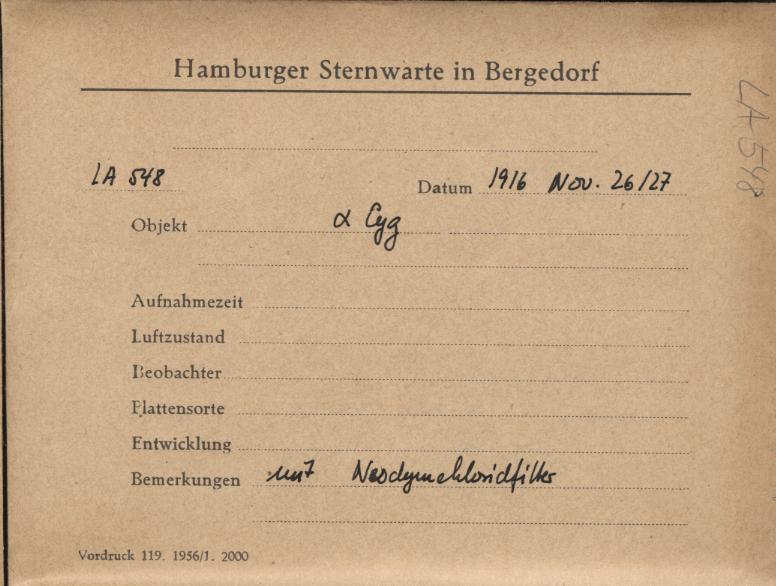 Hamburger Sternwarte in Bergedorf
LA 548
LA 548 Datum 1916 Nov. 26/27
Objekt α Cyg
Aufnahmezeit
Luftzustand
Beobachter
Plattensorte
Entwicklung
Bemerkungen mit Neodymchloridfilter
Vordruck 119. 1956/1. 2000